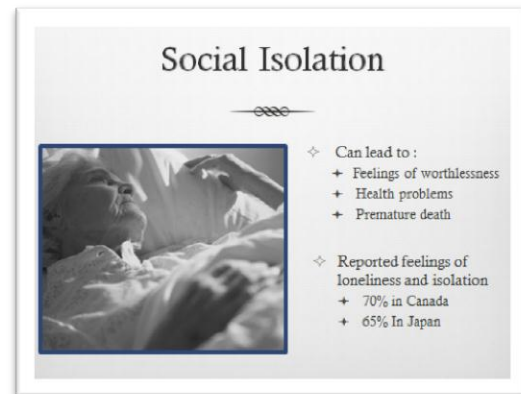 Social Isolation
Can lead to :
Feelings of worthlessness
Health problems
Premature death
Reported feelings of
loneliness and isolation
70% in Canada
65% In Japan